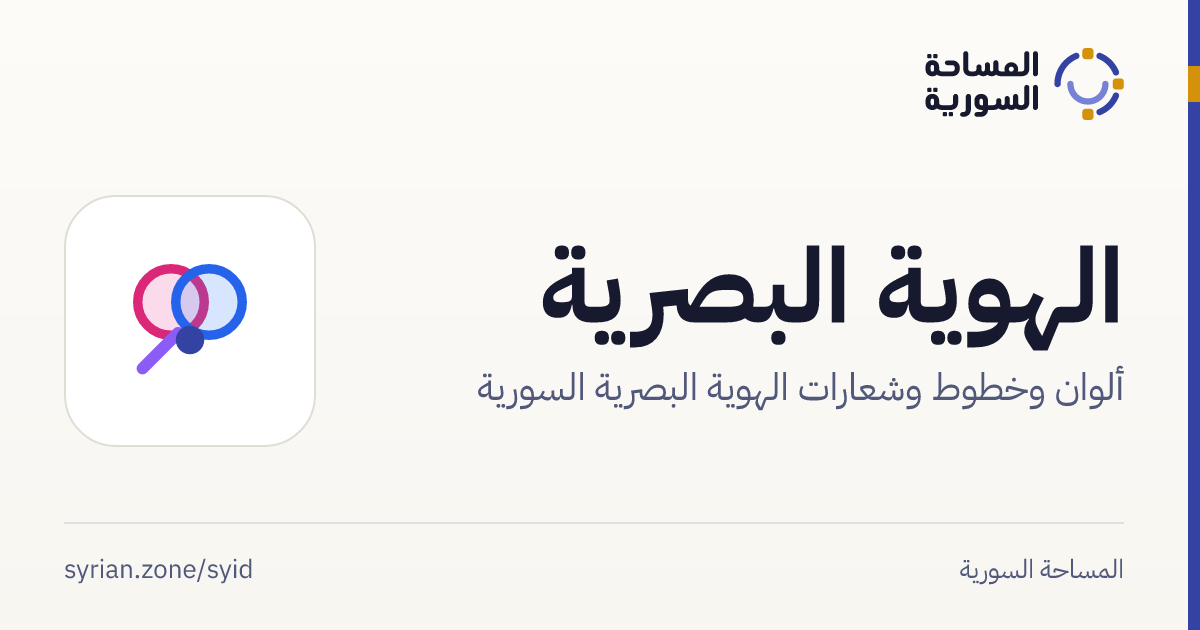 المساحة
السورية
الهوية البصرية
ألوان وخطوط وشعارات الهوية البصرية السورية
المساحة السورية
syrian.zone/syid